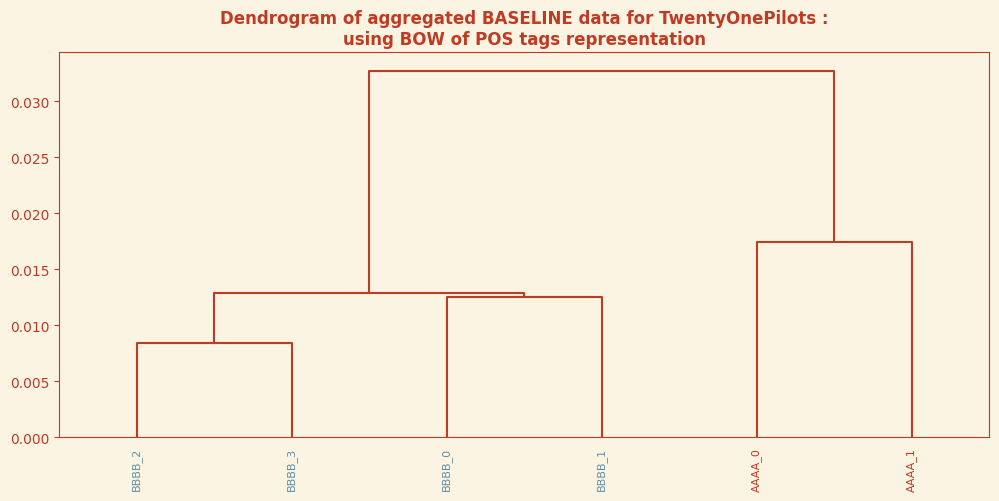 Dendrogram of aggregated BASELINE data for TwentyOnePilots :
using BOW of POS tags representation
0.030
0.025
0.020
0.015
0.010
0.005
0.000
BBBB_2
BBBB_3
BBBB_0
BBBB_1
AAAA_0
AAAA_1